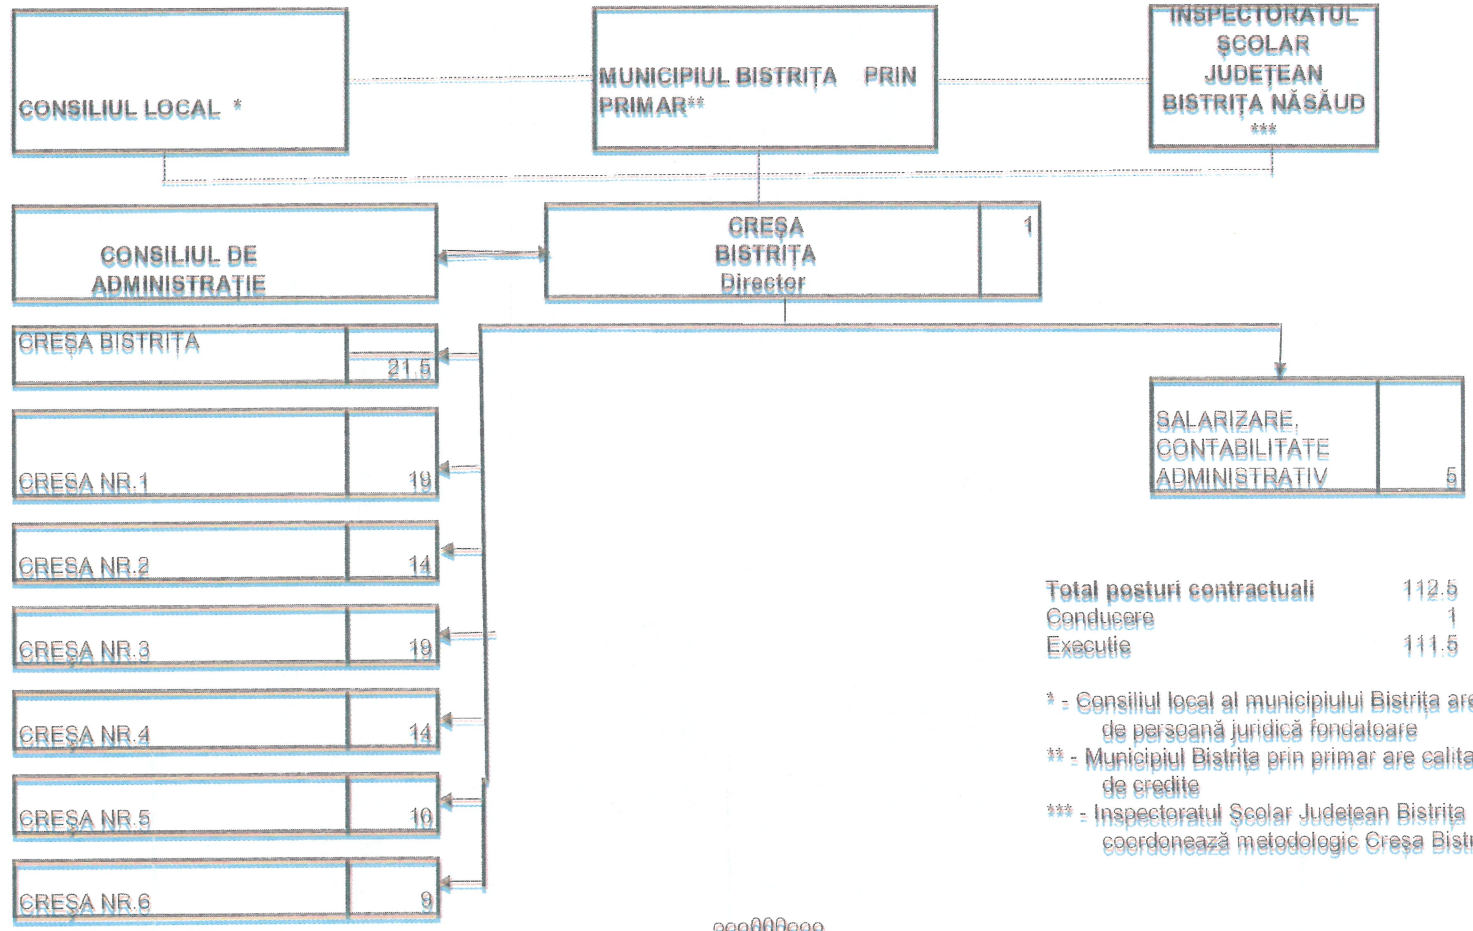 CONSILIUL LOCAL *
MUNICIPIUL BISTRIȚA PRIN
PRIMAR**
INSPECTORATUL
ȘCOLAR
JUDEȚEAN
BISTRIȚA NĂSĂUD
***
CONSILIUL DE
ADMINISTRAȚIE
CREȘA
BISTRIȚA
Director
1
CREȘA BISTRIȚA
21.5
SALARIZARE,
CONTABILITATE
ADMINISTRATIV 5
CREȘA NR.1 19
CREȘA NR.2 14
CREȘA NR.3 19
CREȘA NR.4 14
CREȘA NR.5 10
CREȘA NR.6 9
Total posturi contractuali 112.5
Conducere 1
Executie 111.5
* - Consiliul local al municipiului Bistrița are
de persoană juridică fondatoare
** - Municipiul Bistrița prin primar are calita
de credite
*** - Inspectoratul Școlar Județean Bistrița
coordonează metodologic Creșa Bistr
ooo000ooo